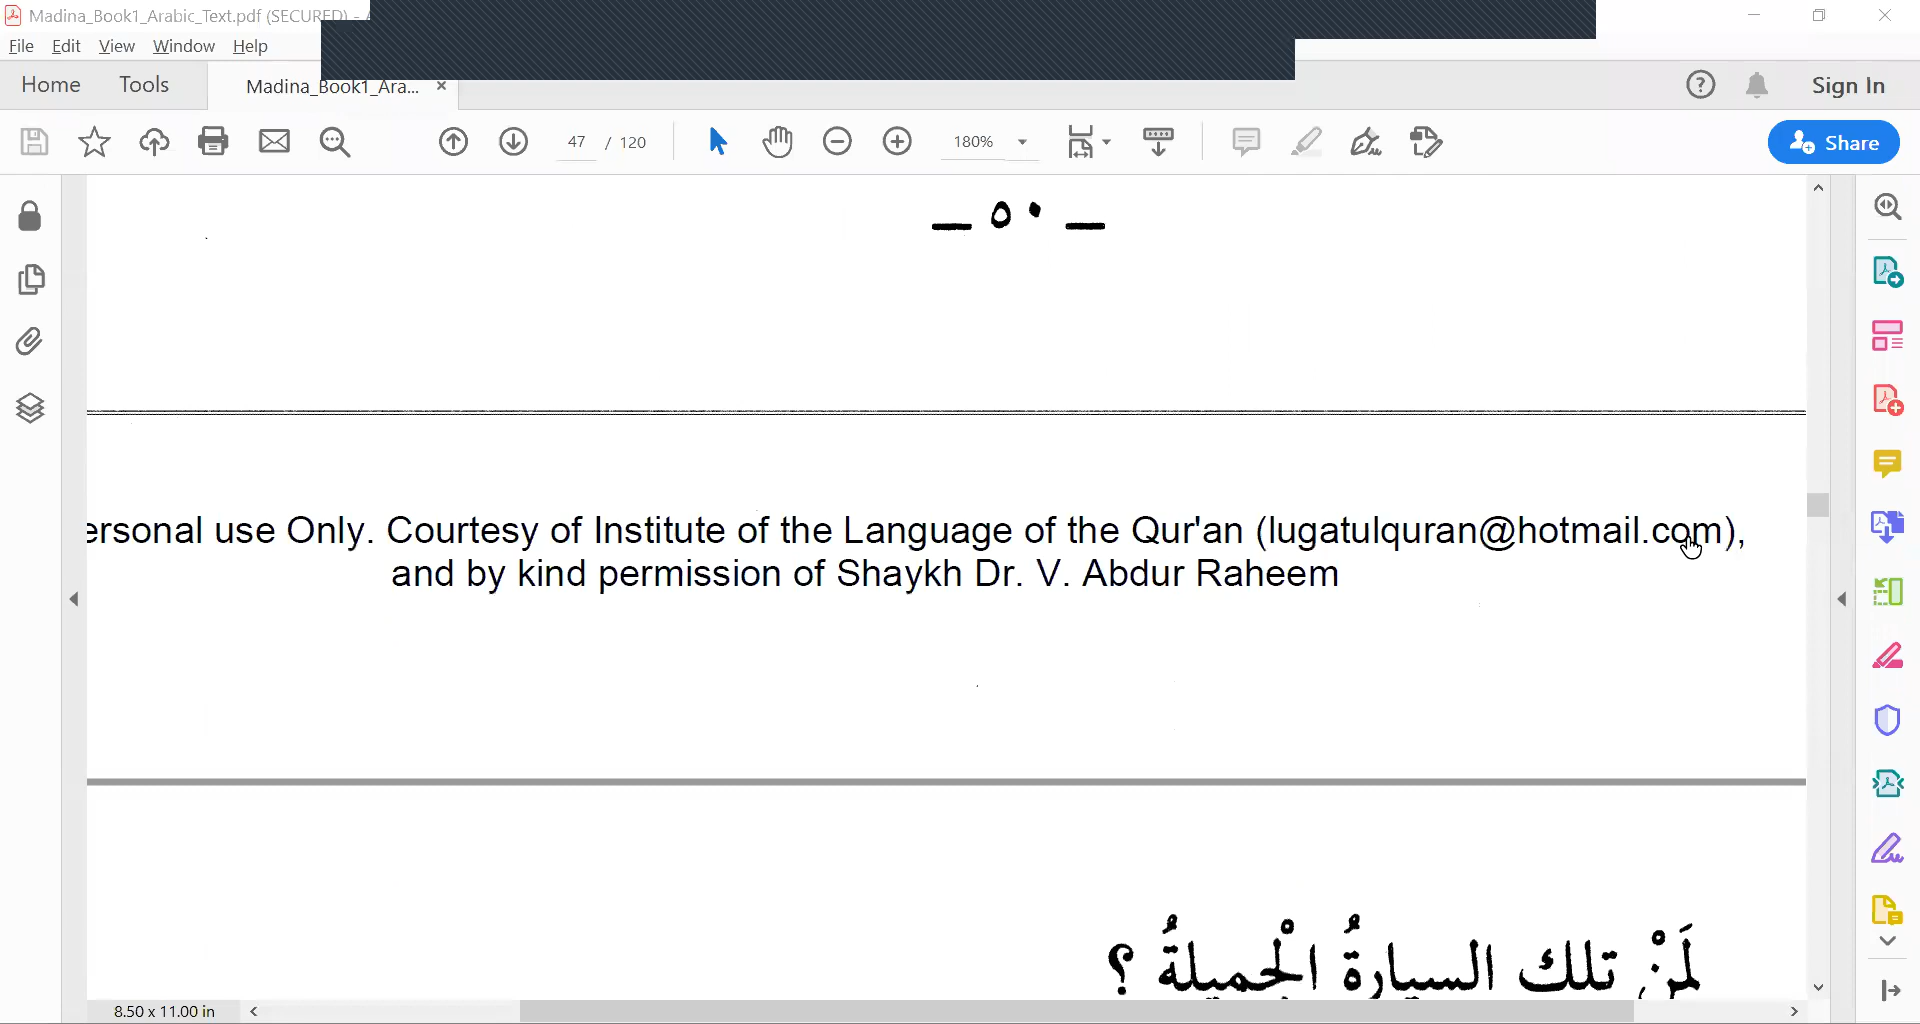 Madina_Book1_Arabic_Text.pdf (SECURED) -
File Edit View Window Help
Home Tools Madina_Book1_Ara... × Sign In
47 / 120 180% Share
— ٥٠ —
ersonal use Only. Courtesy of Institute of the Language of the Qur'an (lugatulquran@hotmail.com),
and by kind permission of Shaykh Dr. V. Abdur Raheem
لَمِنْ تلك السيارةُ الْجميلةُ ؟
8.50 x 11.00 in